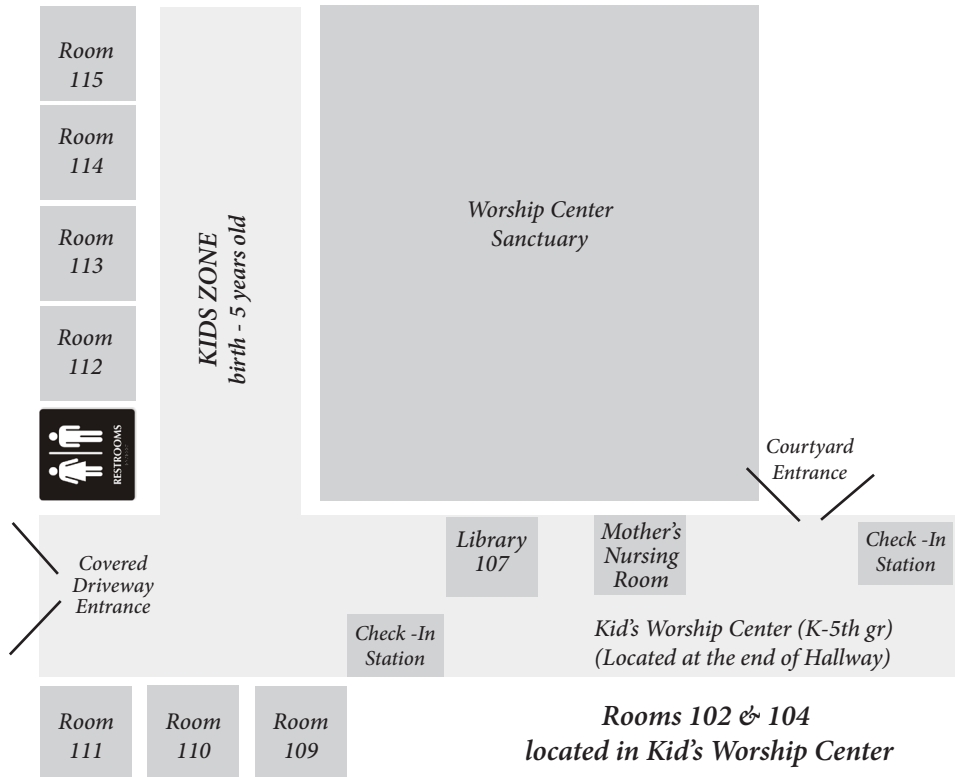 Room
115
Room
114
Room
113
Room
112
RESTROOMS
KIDS ZONE
birth - 5 years old
Worship Center
Sanctuary
Courtyard
Entrance
Covered
Driveway
Entrance
Library
107
Mother's
Nursing
Room
Check -In
Station
Check -In
Station
Kid's Worship Center (K-5th gr)
(Located at the end of Hallway)
Room
111
Room
110
Room
109
Rooms 102 & 104
located in Kid's Worship Center